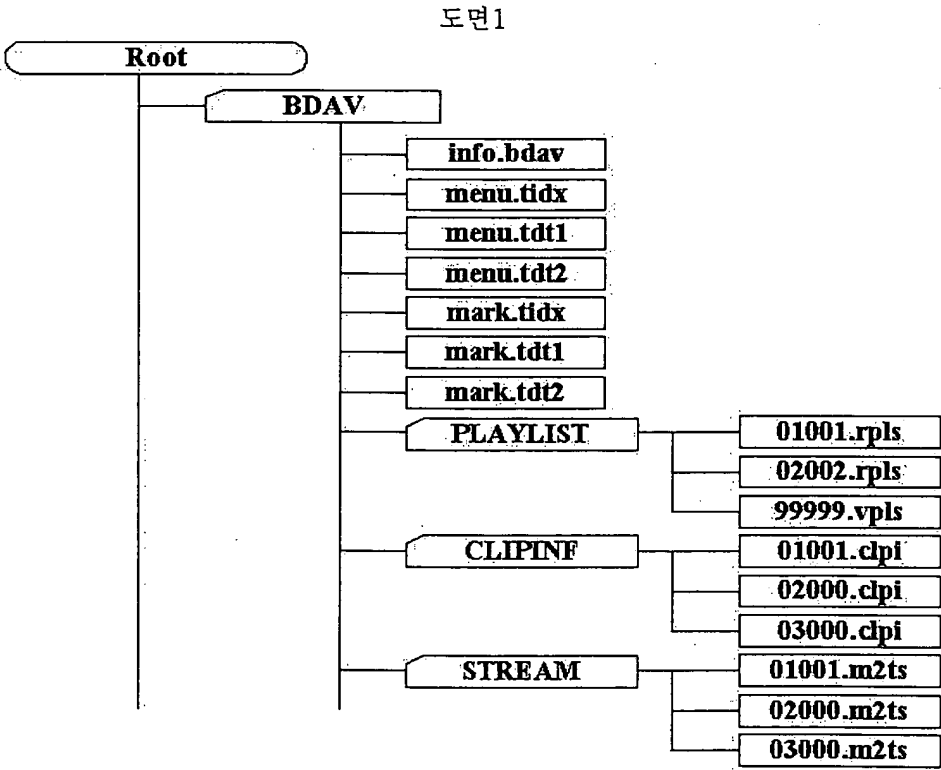 도면1
Root
BDAV
info.bdav
menu.tidx
menu.tdt1
menu.tdt2
mark.tidx
mark.tdt1
mark.tdt2
PLAYLIST
01001.rpls
02002.rpls
99999.vpls
CLIPINF
01001.clpi
02000.clpi
03000.clpi
STREAM
01001.m2ts
02000.m2ts
03000.m2ts